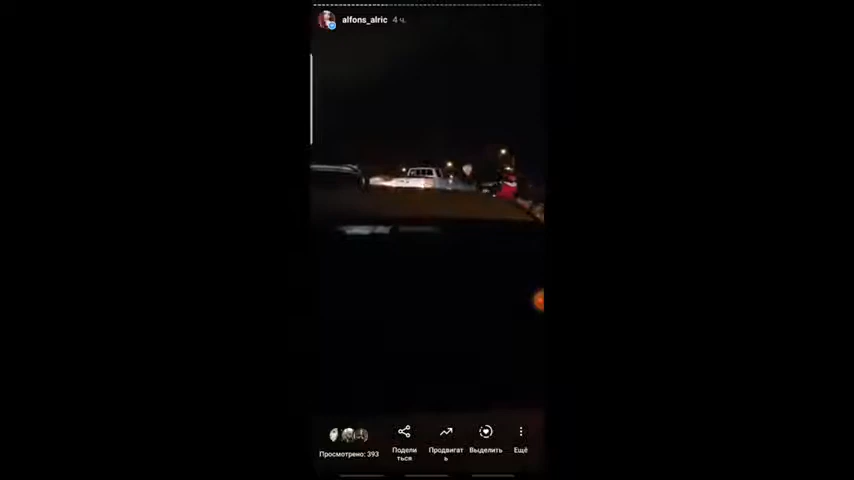 alfons_alric 4 ч.
Просмотрено: 393
Подели
ться
Продвигат
ь
Выделить
Ещё